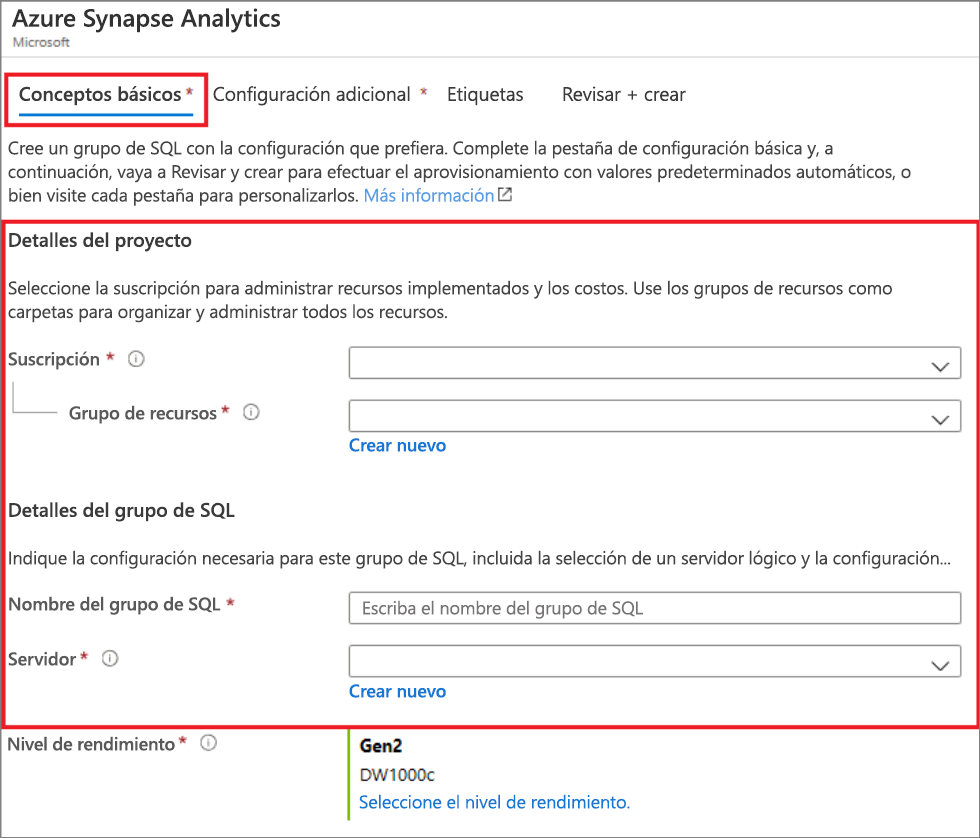 Azure Synapse Analytics
Microsoft
Conceptos básicos * Configuración adicional * Etiquetas Revisar + crear
Cree un grupo de SQL con la configuración que prefiera. Complete la pestaña de configuración básica y, a
continuación, vaya a Revisar y crear para efectuar el aprovisionamiento con valores predeterminados automáticos, o
bien visite cada pestaña para personalizarlos. Más información
Detalles del proyecto
Seleccione la suscripción para administrar recursos implementados y los costos. Use los grupos de recursos como
carpetas para organizar y administrar todos los recursos.
Suscripción *
Grupo de recursos *
Crear nuevo
Detalles del grupo de SQL
Indique la configuración necesaria para este grupo de SQL, incluida la selección de un servidor lógico y la configuración...
Nombre del grupo de SQL * Escriba el nombre del grupo de SQL
Servidor *
Crear nuevo
Nivel de rendimiento * Gen2
DW1000c
Seleccione el nivel de rendimiento.